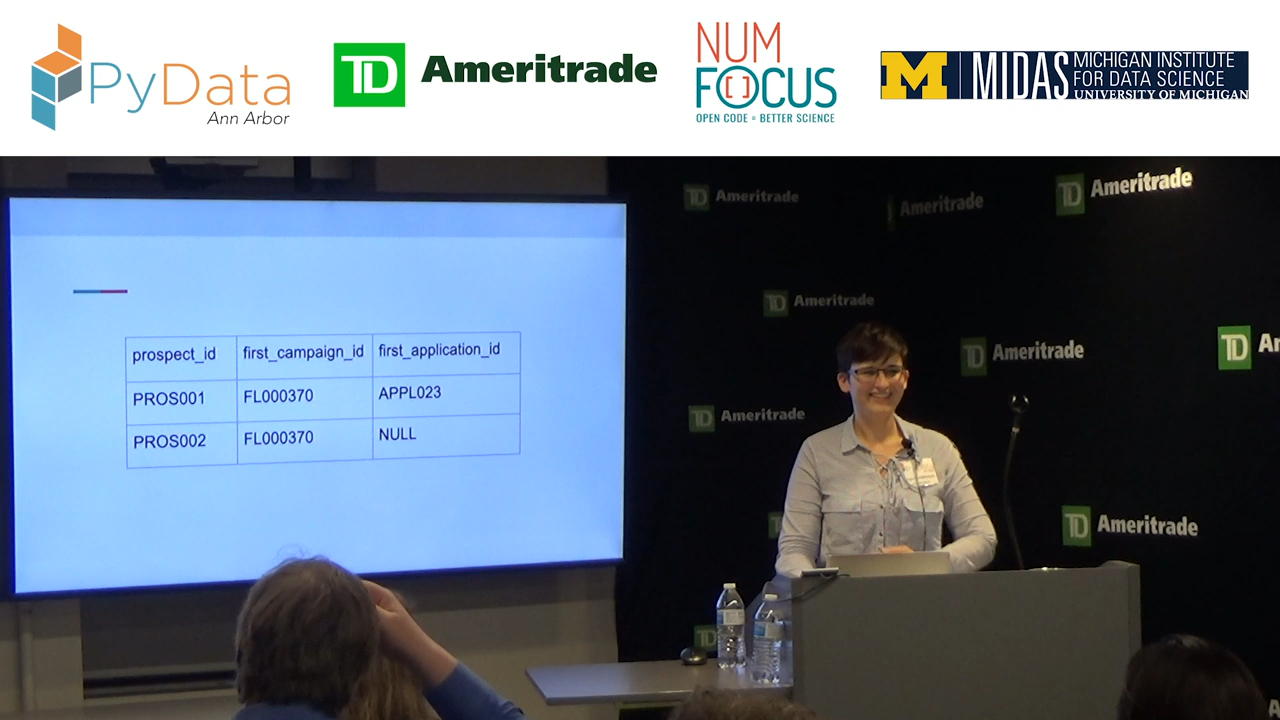 PyData
Ann Arbor
TD Ameritrade
NUM
FOCUS
OPEN CODE = BETTER SCIENCE
M MIDAS MICHIGAN INSTITUTE
FOR DATA SCIENCE
UNIVERSITY OF MICHIGAN
prospect_id first_campaign_id first_application_id
PROS001 FL000370 APPL023
PROS002 FL000370 NULL
TD Ameritrade
Ameritrade
TD Ameritrade
TD Ameritrade
TD Ameritrade
TD Am
TD Ameritrade
TD Ameritrade
TD